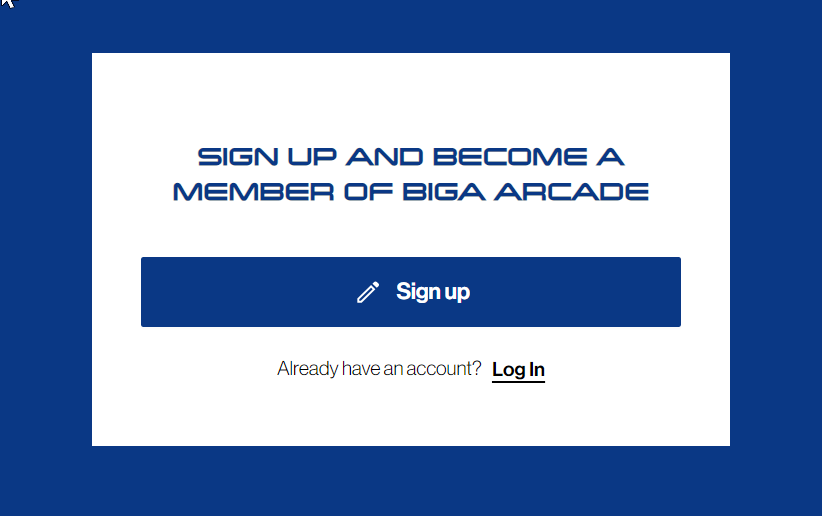 SIGN UP AND BECOME A
MEMBER OF BIGA ARCADE
Sign up
Already have an account? Log In